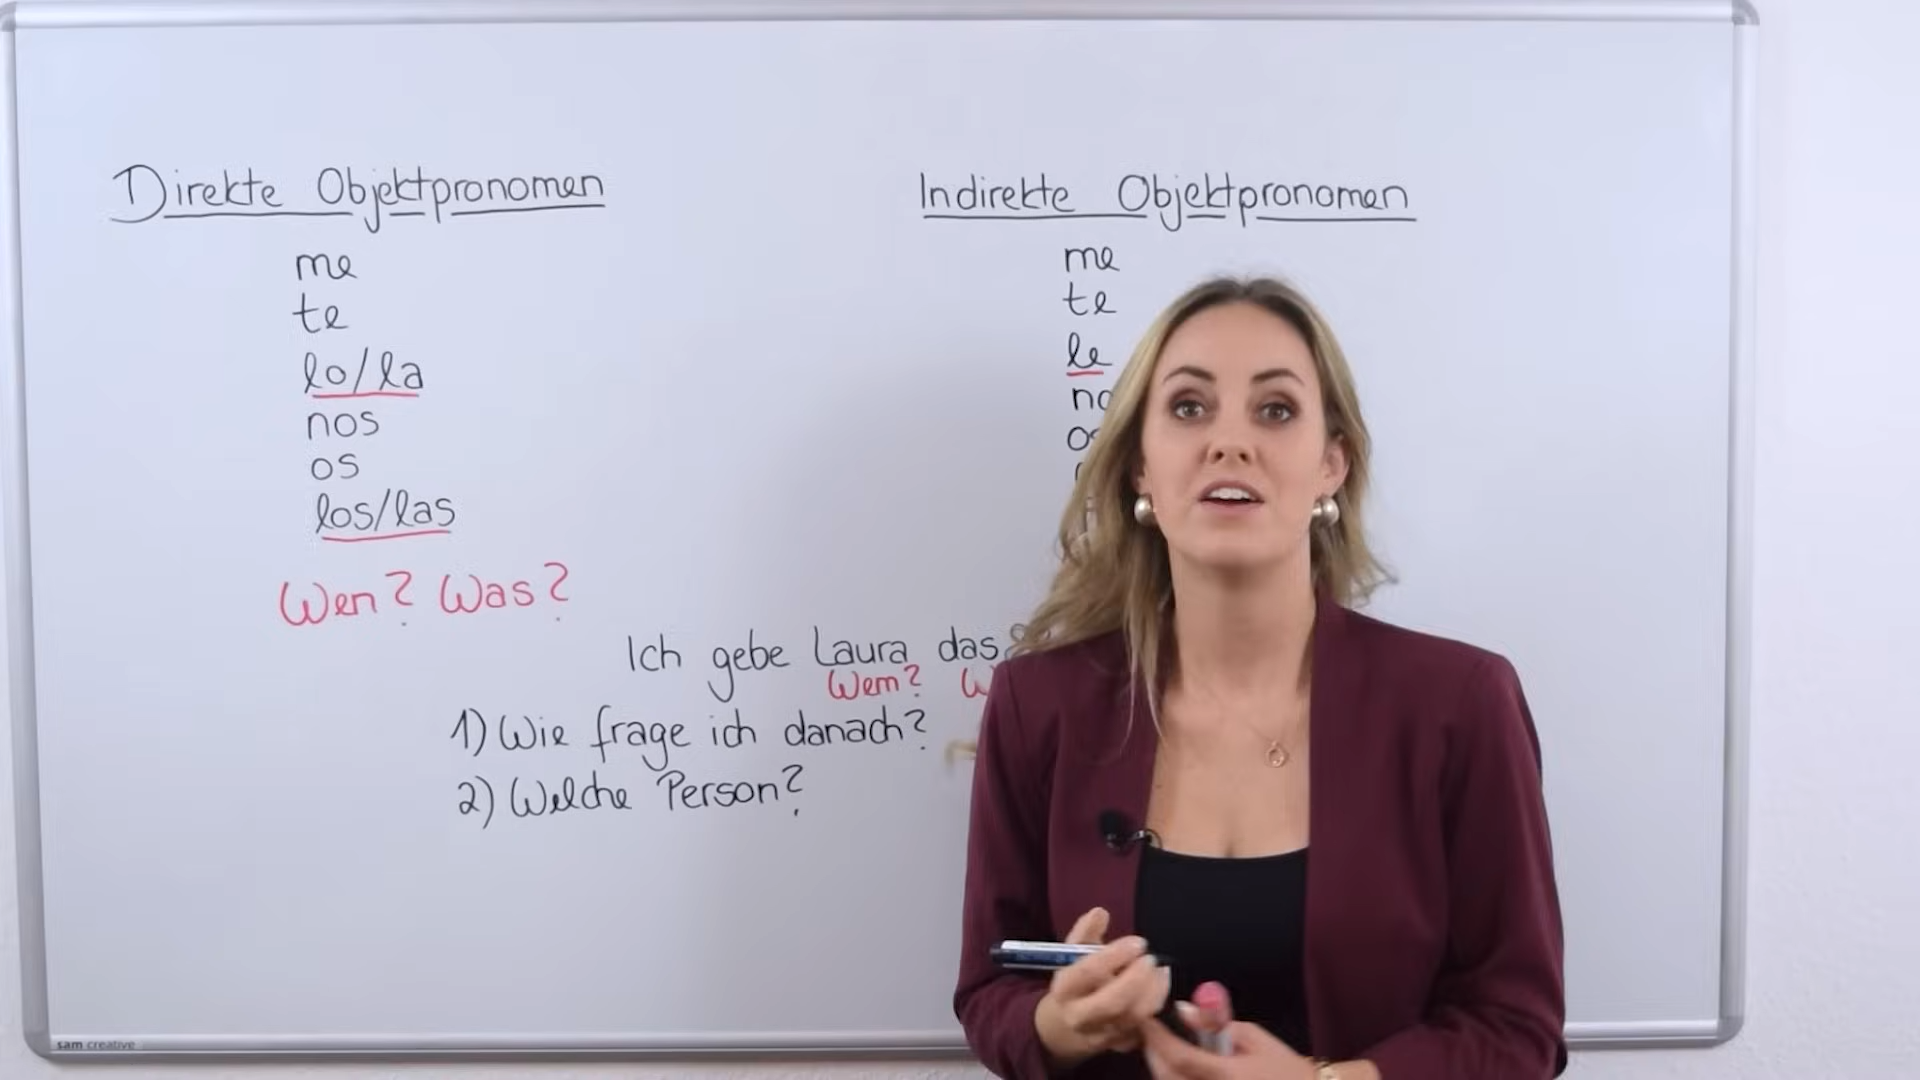 Direkte Objektpronomen
me
te
lo/la
nos
os
los/las
Wen? Was?
Indirekte Objektpronomen
me
te
le
Ich gebe Laura das
Wem?
1) Wie frage ich danach?
2) Welche Person?
sam creative